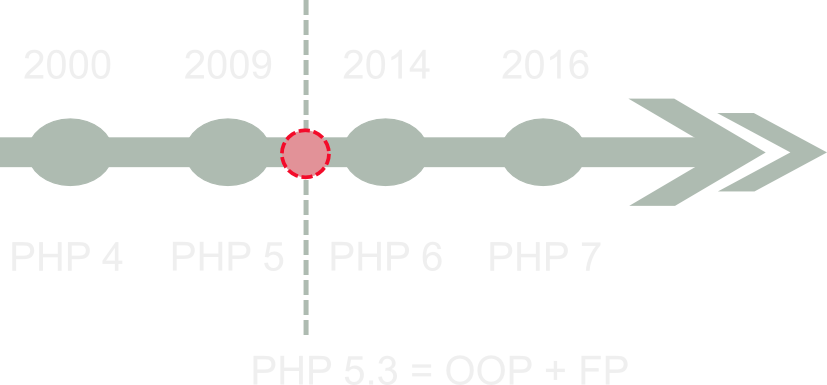 2000 2009 2014 2016
PHP 4 PHP 5 PHP 6 PHP 7
PHP 5.3 = OOP + FP